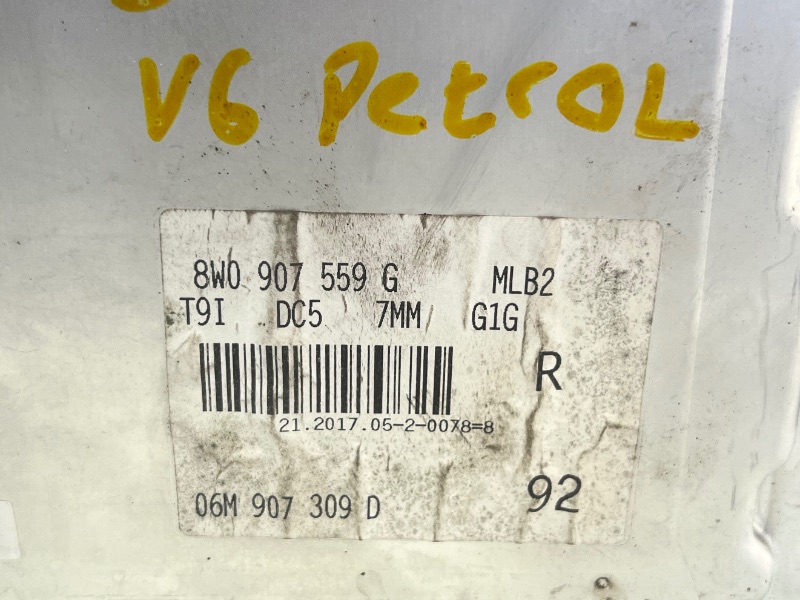 V6 PetrOL
8W0 907 559 G MLB2
T9I DC5 7MM G1G
R
21.2017.05-2-0078=8
06M 907 309 D 92